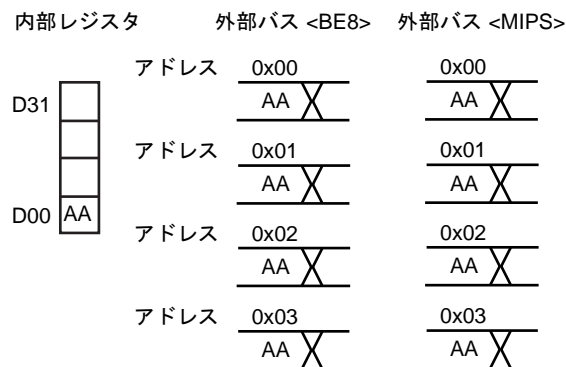 内部レジスタ 外部バス <BE8> 外部バス <MIPS>
アドレス 0x00 0x00
D31 AA AA
アドレス 0x01 0x01
AA AA
D00 AA
アドレス 0x02 0x02
AA AA
アドレス 0x03 0x03
AA AA